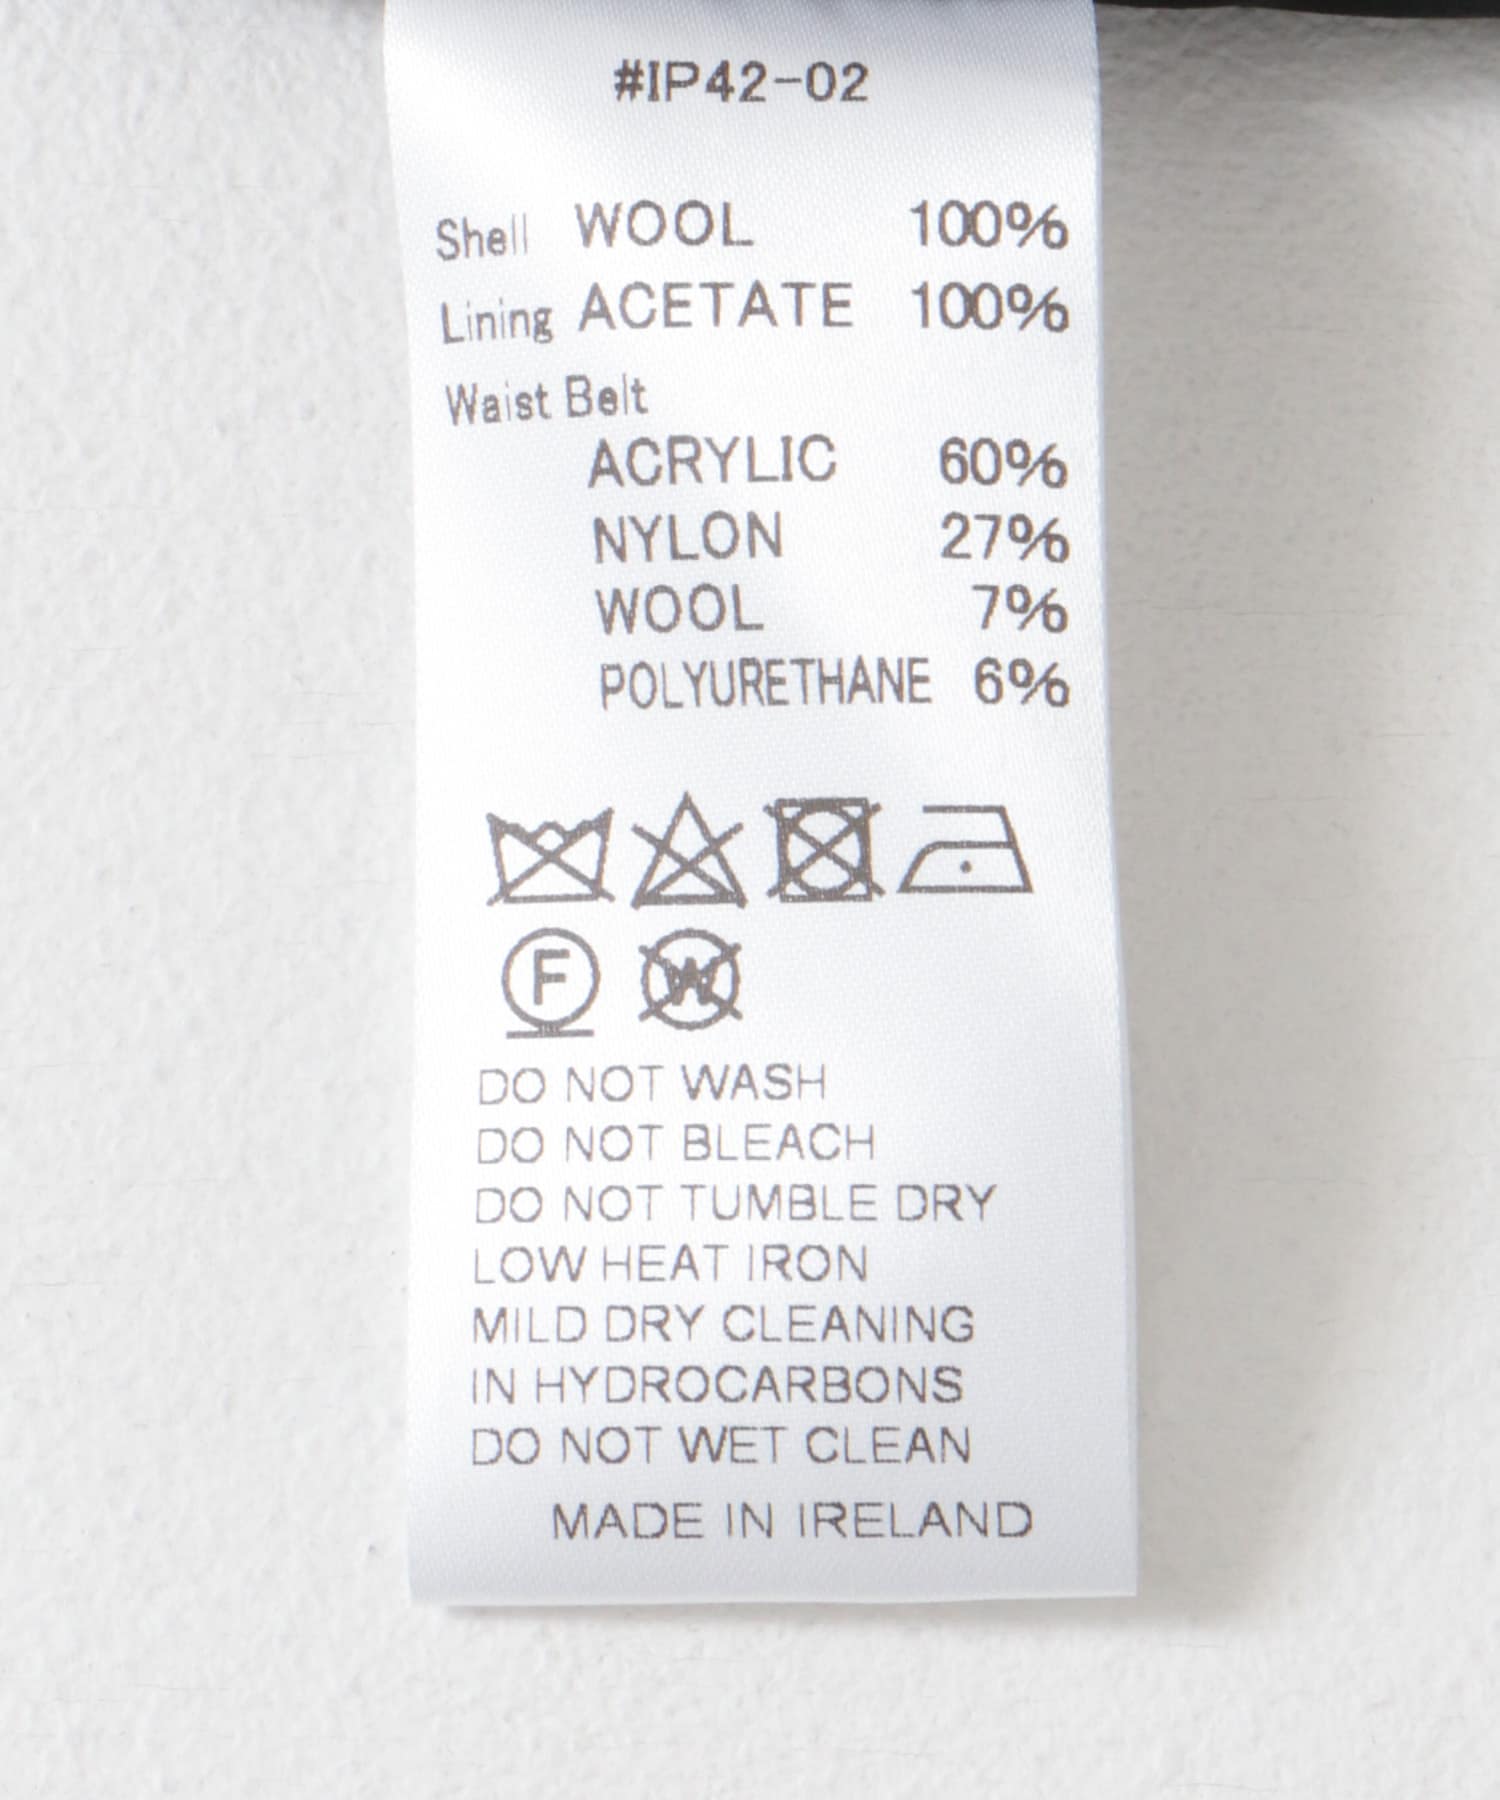 #IP42-02
Shell WOOL 100%
Lining ACETATE 100%
Waist Belt
ACRYLIC 60%
NYLON 27%
WOOL 7%
POLYURETHANE 6%
F W
DO NOT WASH
DO NOT BLEACH
DO NOT TUMBLE DRY
LOW HEAT IRON
MILD DRY CLEANING
IN HYDROCARBONS
DO NOT WET CLEAN
MADE IN IRELAND